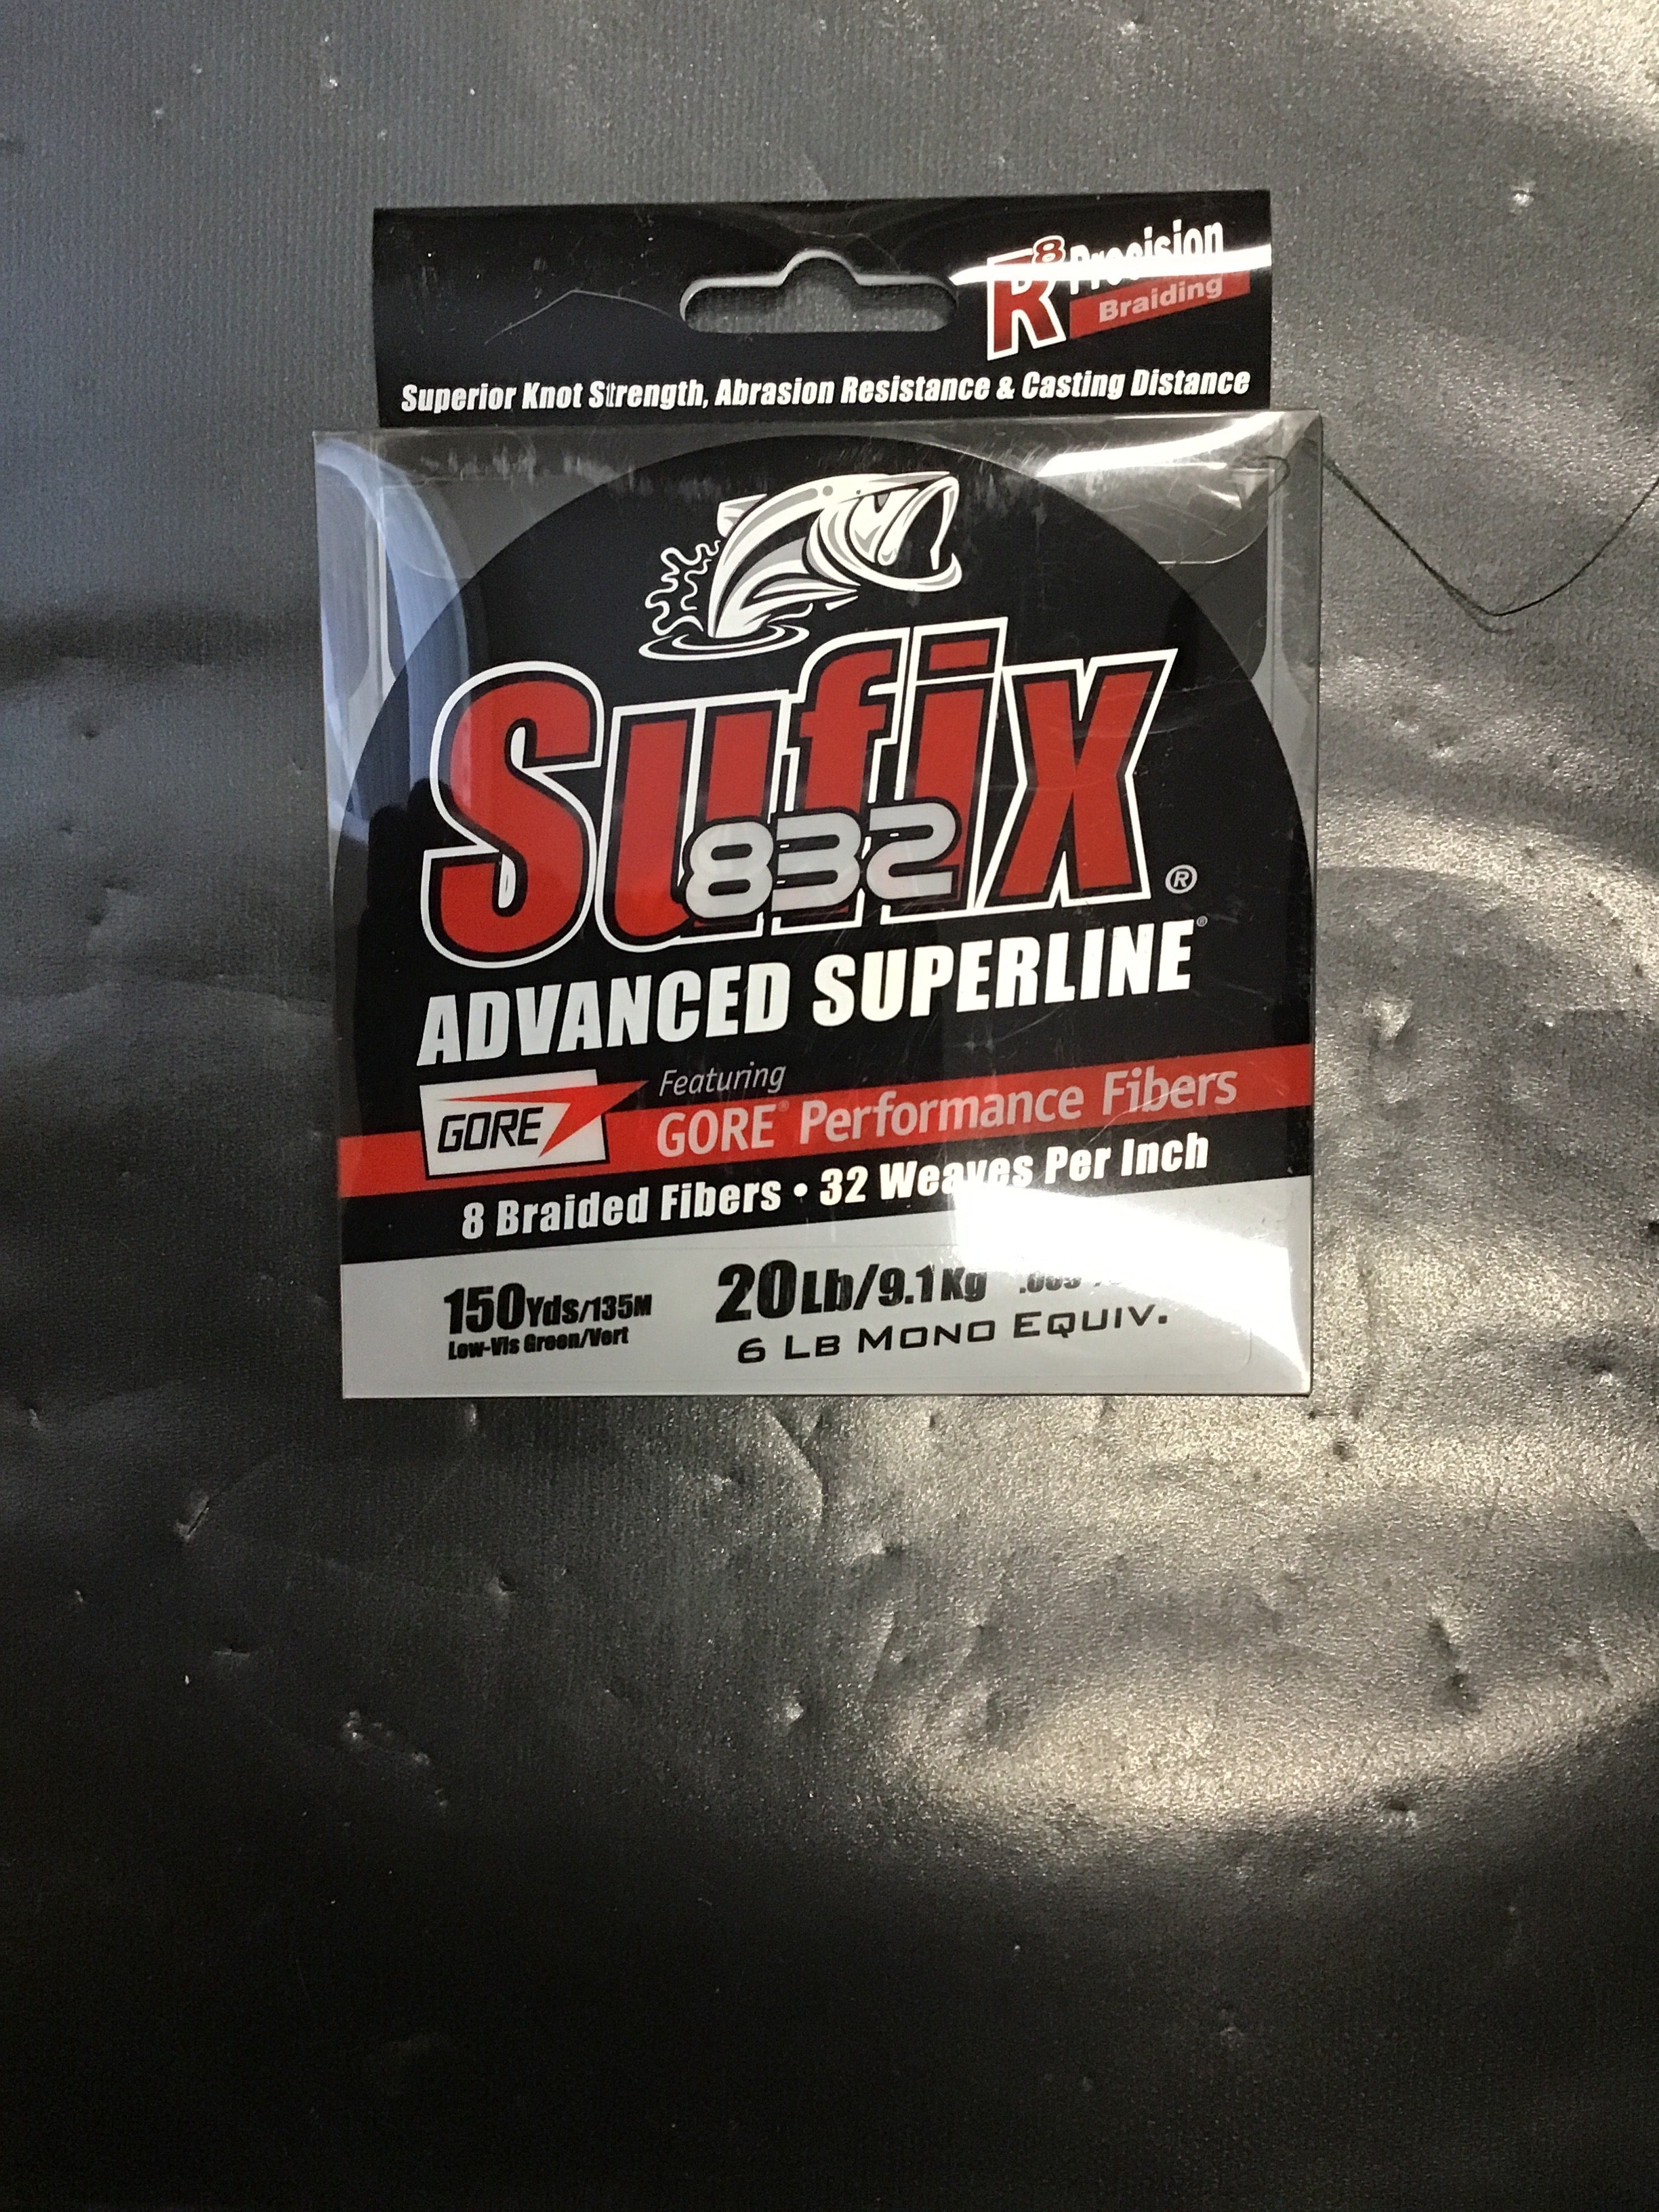 R8 Precision
Braiding
Superior Knot Strength, Abrasion Resistance & Casting Distance
Sufix
832 ®
ADVANCED SUPERLINE®
GORE
Featuring
GORE® Performance Fibers
8 Braided Fibers • 32 Weaves Per Inch
150Yds/135M
Low-Vis Green/Vert
20Lb/9.1Kg
6 LB MONO EQUIV.